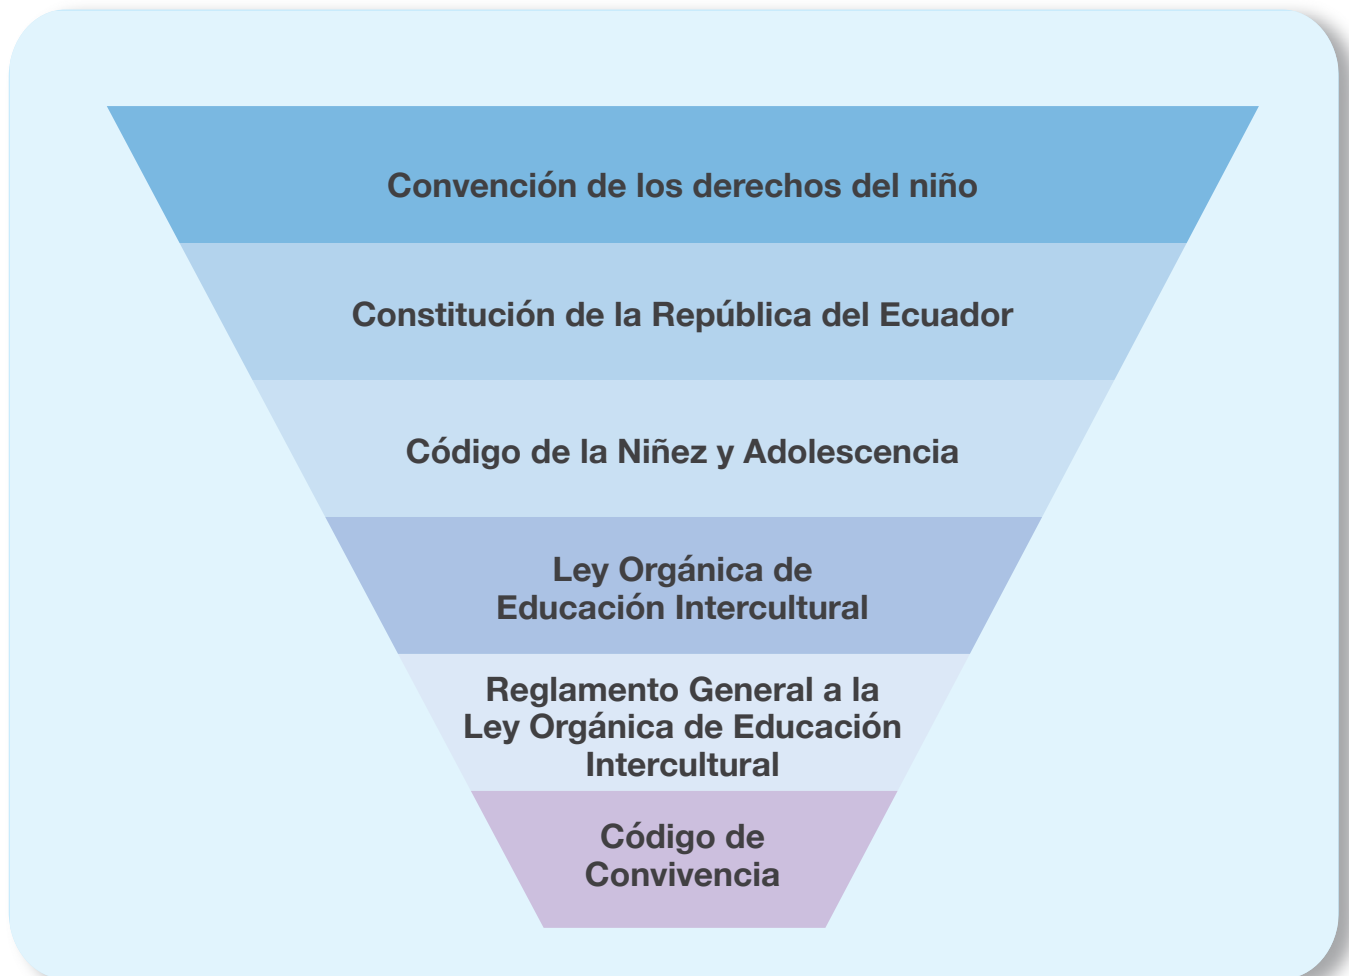 Convención de los derechos del niño
Constitución de la República del Ecuador
Código de la Niñez y Adolescencia
Ley Orgánica de
Educación Intercultural
Reglamento General a la
Ley Orgánica de Educación
Intercultural
Código de
Convivencia